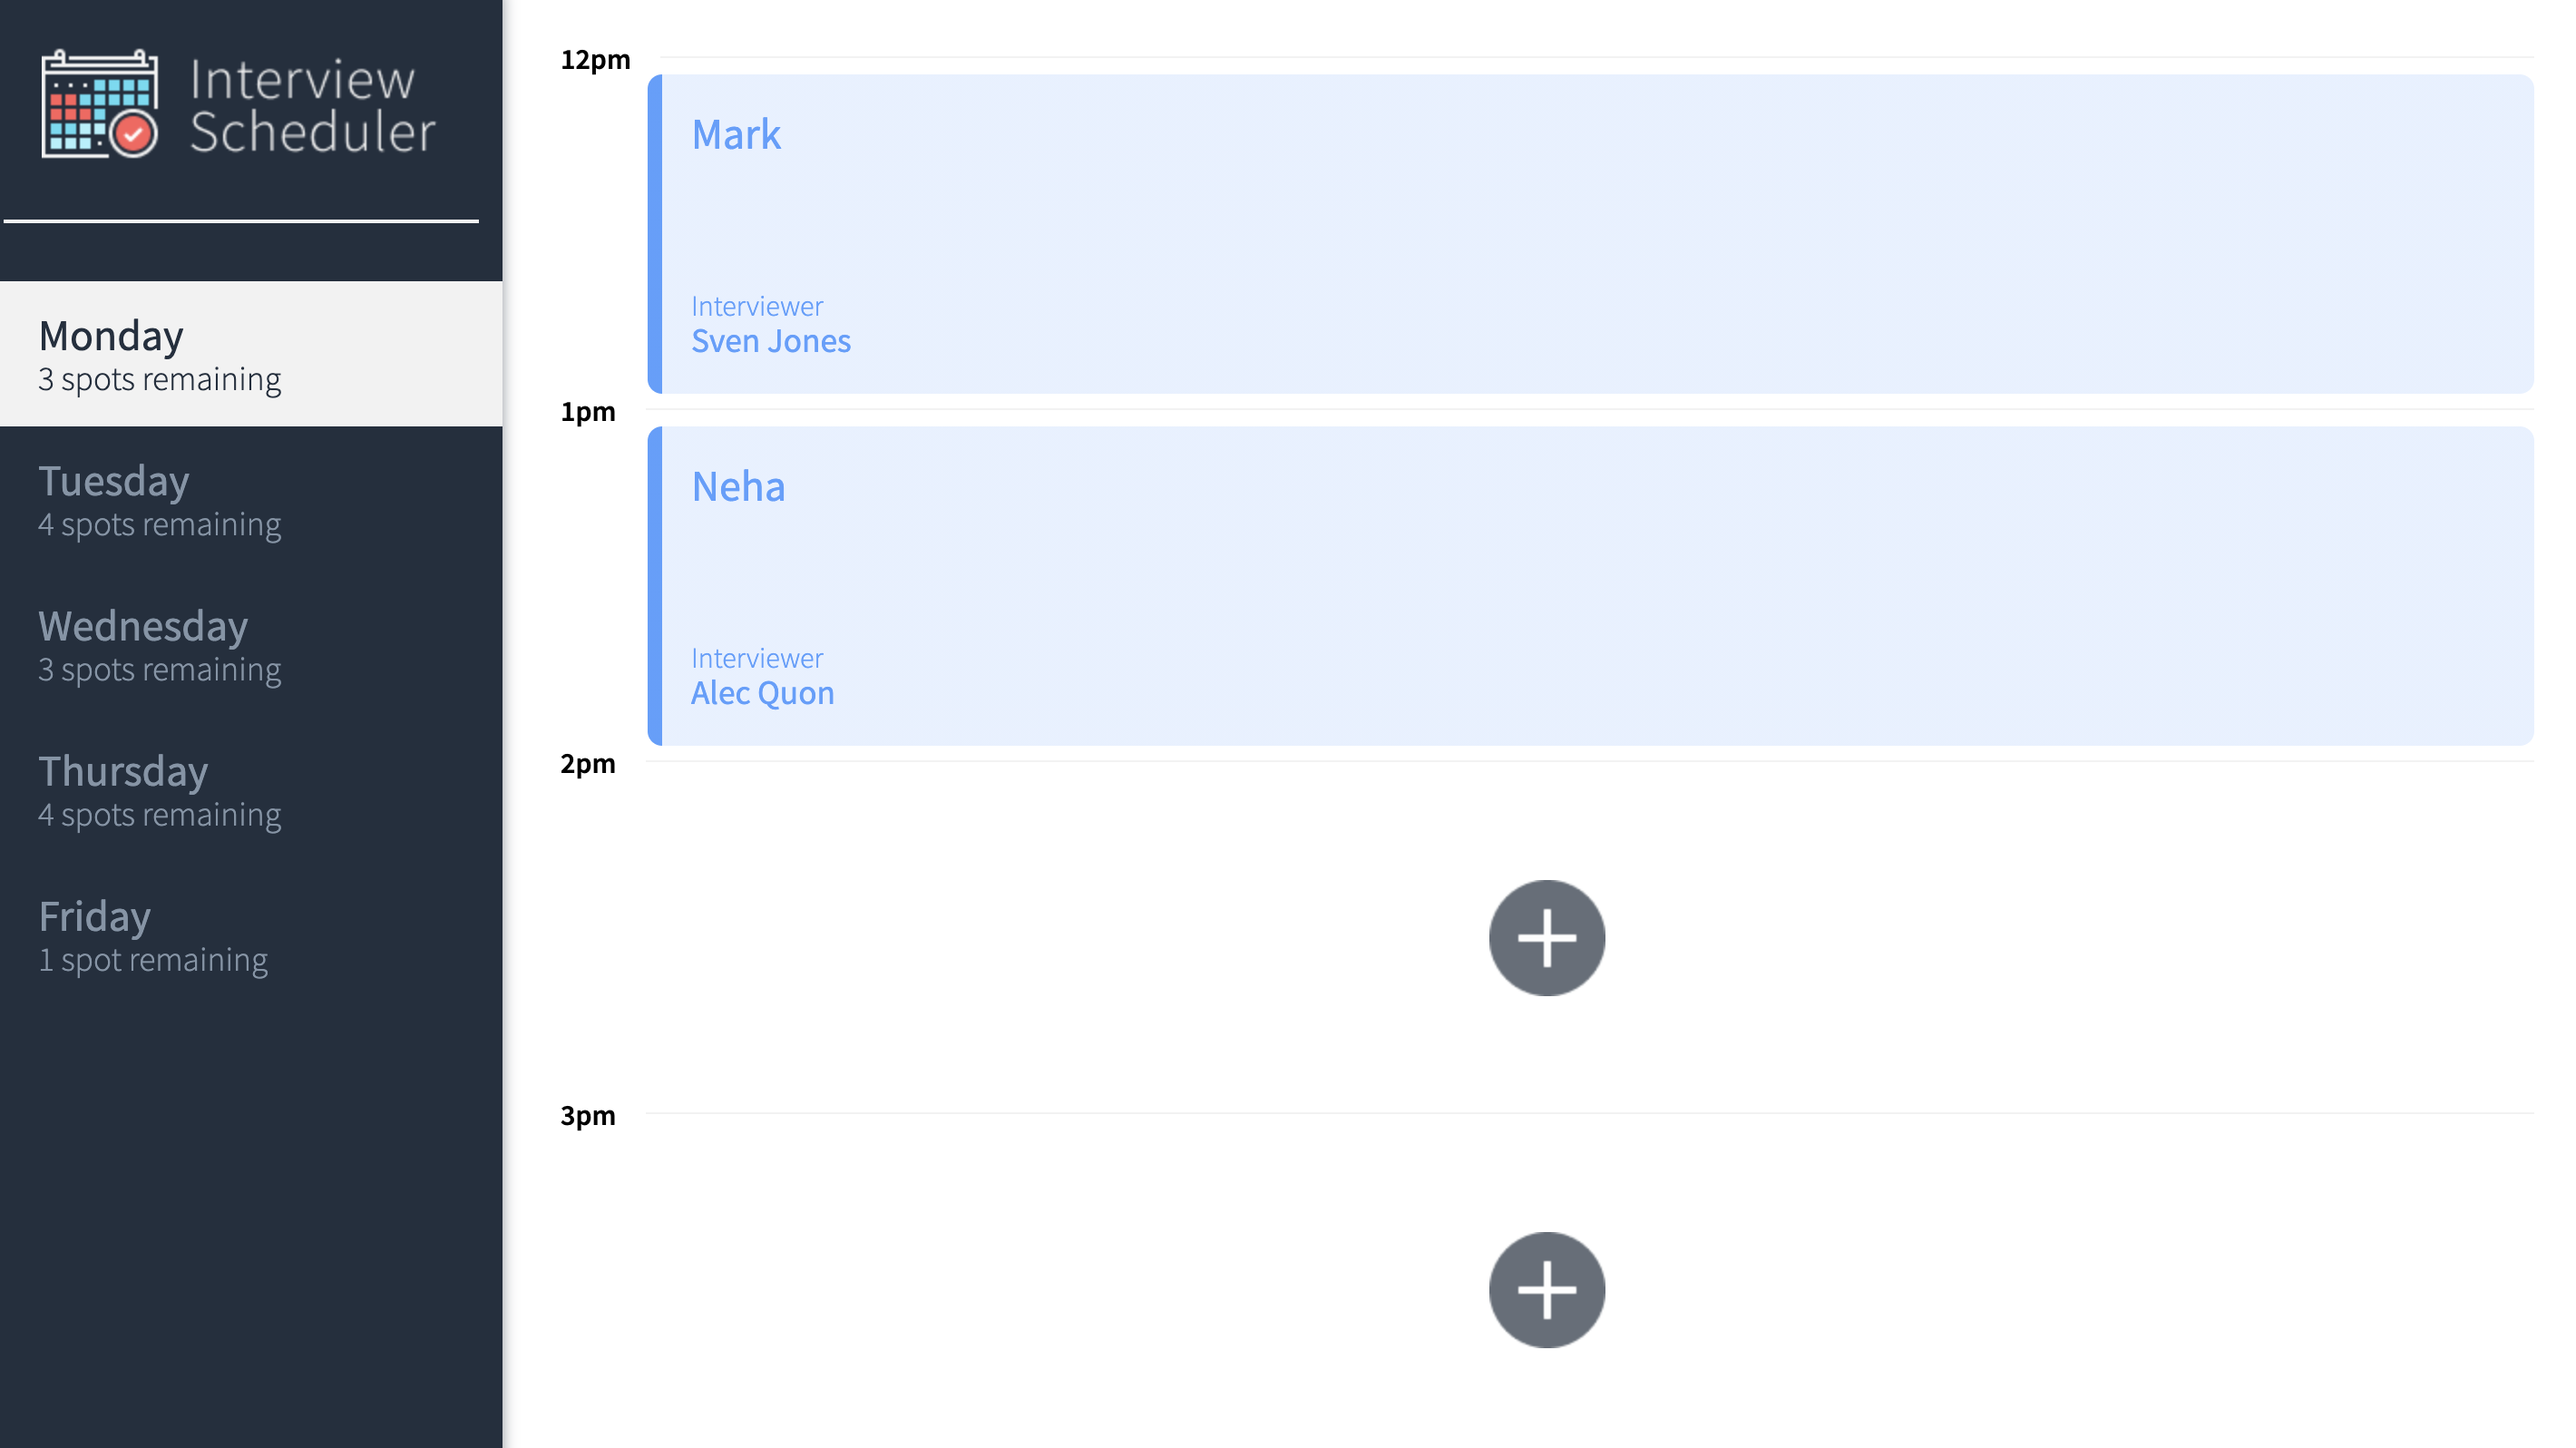 Interview
Scheduler
Monday
3 spots remaining
Tuesday
4 spots remaining
Wednesday
3 spots remaining
Thursday
4 spots remaining
Friday
1 spot remaining
12pm
Mark
Interviewer
Sven Jones
1pm
Neha
Interviewer
Alec Quon
2pm
3pm